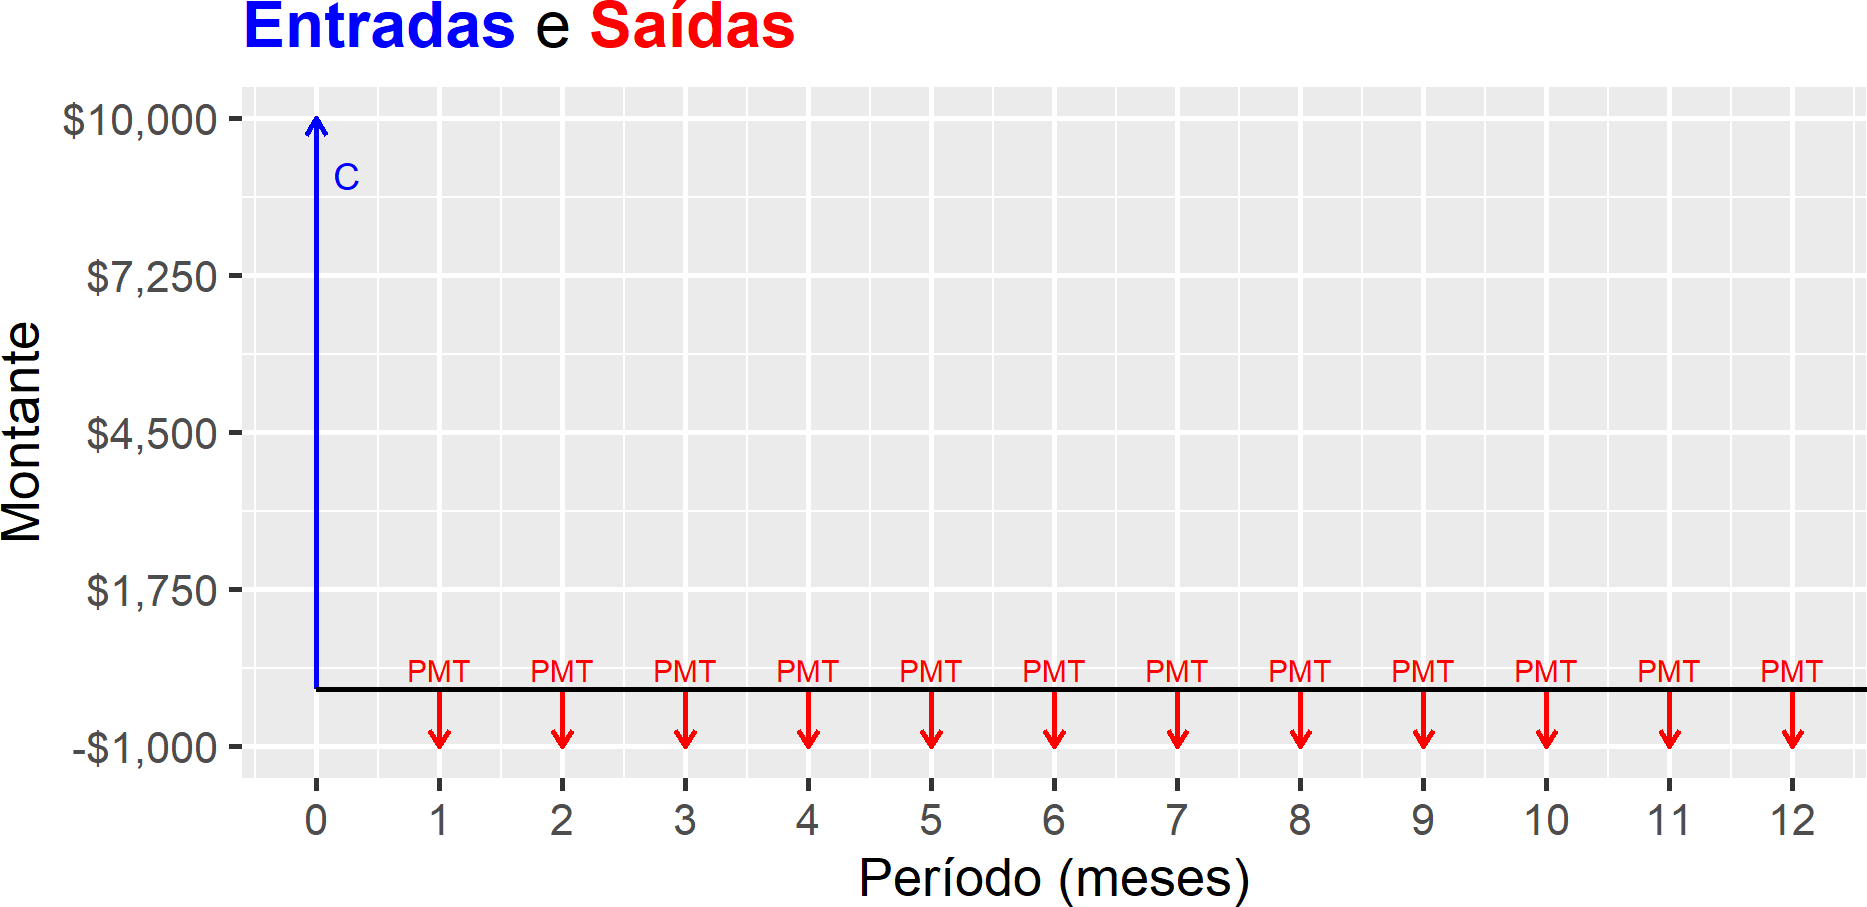 Entradas e Saídas
$10,000
C
$7,250
Montante
$4,500
$1,750
PMT PMT PMT PMT PMT PMT PMT PMT PMT PMT PMT PMT
-$1,000
0 1 2 3 4 5 6 7 8 9 10 11 12
Período (meses)